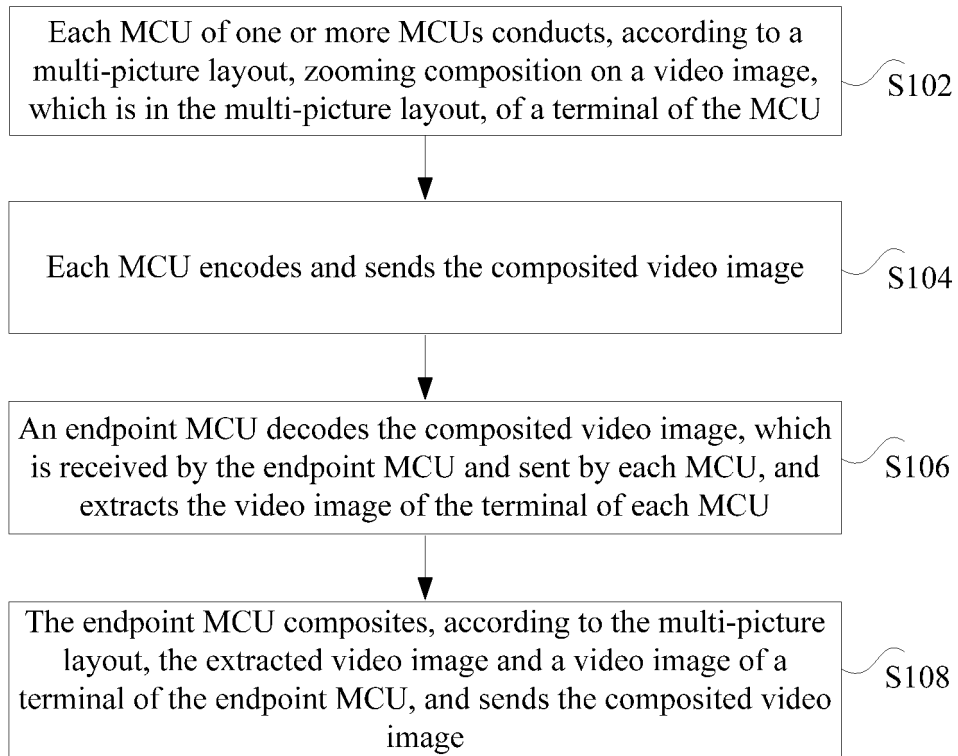 Each MCU of one or more MCUs conducts, according to a
multi-picture layout, zooming composition on a video image,
which is in the multi-picture layout, of a terminal of the MCU
S102
Each MCU encodes and sends the composited video image
S104
An endpoint MCU decodes the composited video image, which
is received by the endpoint MCU and sent by each MCU, and
extracts the video image of the terminal of each MCU
S106
The endpoint MCU composites, according to the multi-picture
layout, the extracted video image and a video image of a
terminal of the endpoint MCU, and sends the composited video
image
S108